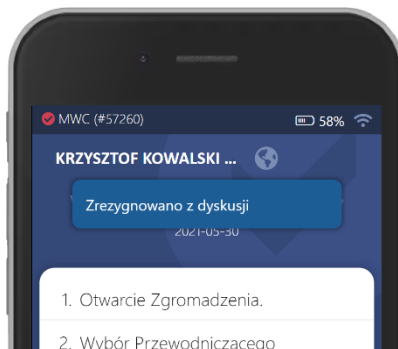 MWC (#57260) 58%
KRZYSZTOF KOWALSKI ...
Zrezygnowano z dyskusji
2021-05-30
1. Otwarcie Zgromadzenia.
2. Wybór Przewodniczącego